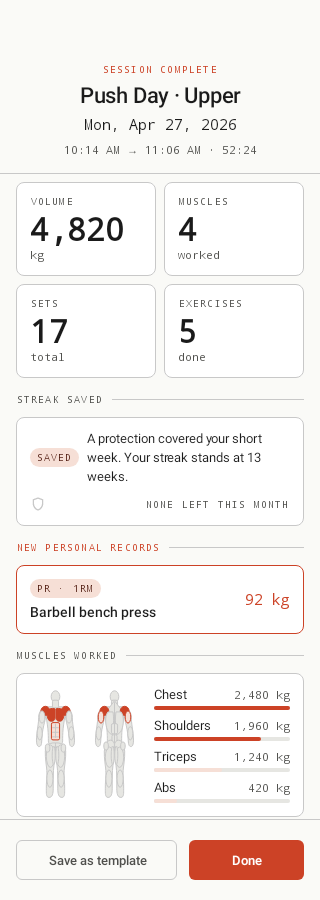 SESSION COMPLETE
Push Day · Upper
Mon, Apr 27, 2026
10:14 AM → 11:06 AM · 52:24
VOLUME
4,820
kg
MUSCLES
4
worked
SETS
17
total
EXERCISES
5
done
STREAK SAVED
SAVED
A protection covered your short
week. Your streak stands at 13
weeks.
NONE LEFT THIS MONTH
NEW PERSONAL RECORDS
PR · 1RM
Barbell bench press
92 kg
MUSCLES WORKED
Chest 2,480 kg
Shoulders 1,960 kg
Triceps 1,240 kg
Abs 420 kg
Save as template
Done